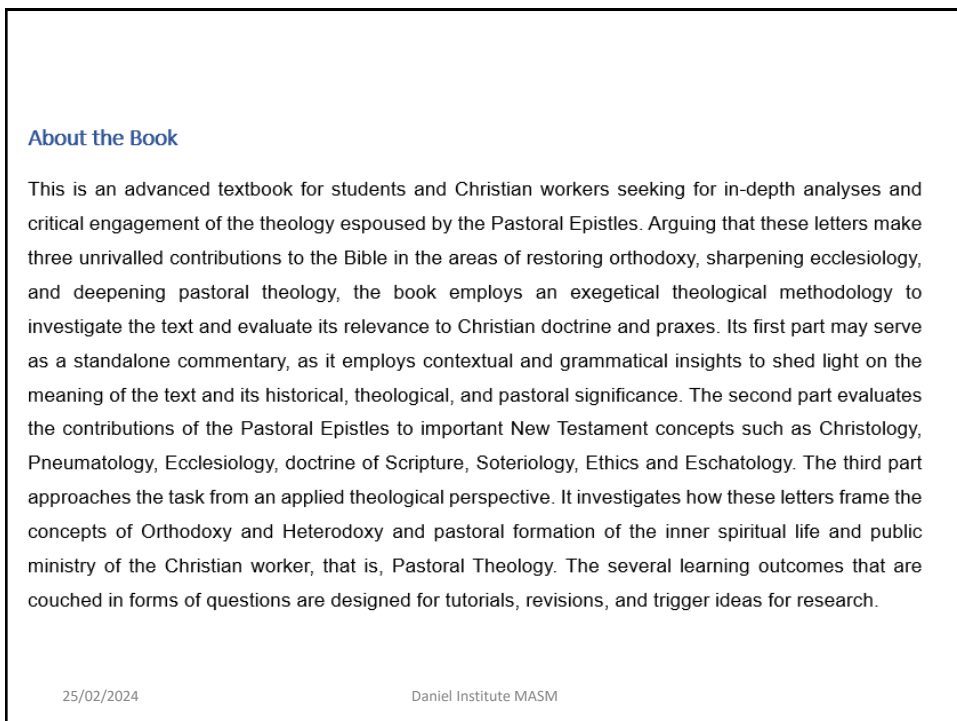 About the Book
This is an advanced textbook for students and Christian workers seeking for in-depth analyses and
critical engagement of the theology espoused by the Pastoral Epistles. Arguing that these letters make
three unrivalled contributions to the Bible in the areas of restoring orthodoxy, sharpening ecclesiology,
and deepening pastoral theology, the book employs an exegetical theological methodology to
investigate the text and evaluate its relevance to Christian doctrine and praxes. Its first part may serve
as a standalone commentary, as it employs contextual and grammatical insights to shed light on the
meaning of the text and its historical, theological, and pastoral significance. The second part evaluates
the contributions of the Pastoral Epistles to important New Testament concepts such as Christology,
Pneumatology, Ecclesiology, doctrine of Scripture, Soteriology, Ethics and Eschatology. The third part
approaches the task from an applied theological perspective. It investigates how these letters frame the
concepts of Orthodoxy and Heterodoxy and pastoral formation of the inner spiritual life and public
ministry of the Christian worker, that is, Pastoral Theology. The several learning outcomes that are
couched in forms of questions are designed for tutorials, revisions, and trigger ideas for research.
25/02/2024 Daniel Institute MASM